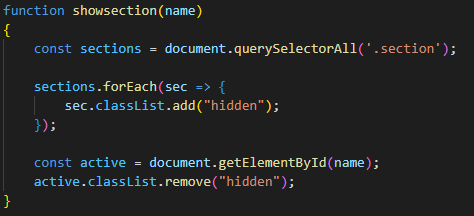 function showsection(name)
{
    const sections = document.querySelectorAll('.section');
    sections.forEach(sec => {
        sec.classList.add("hidden");
    });
    const active = document.getElementById(name);
    active.classList.remove("hidden");
}